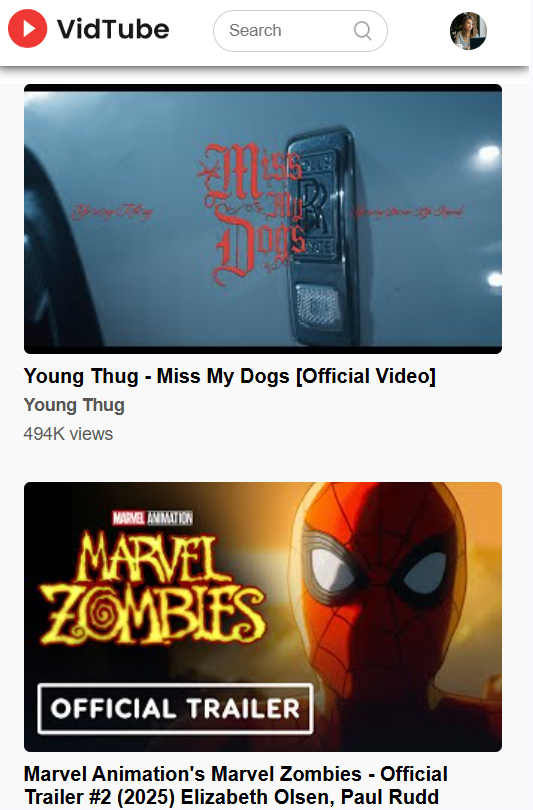 VidTube
Search
Miss
My
Dogs
Young Thug - Miss My Dogs [Official Video]
Young Thug
494K views
MARVEL ANIMATION
MARVEL
ZOMBIES
OFFICIAL TRAILER
Marvel Animation's Marvel Zombies - Official
Trailer #2 (2025) Elizabeth Olsen, Paul Rudd